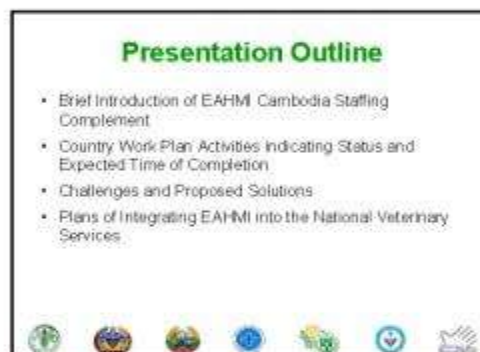 Presentation Outline
• Brief Introduction of EAHMI Cambodia Staffing
Complement
• Country Work Plan Activities Indicating Status and
Expected Time of Completion
• Challenges and Proposed Solutions
• Plans of Integrating EAHMI into the National Veterinary
Services